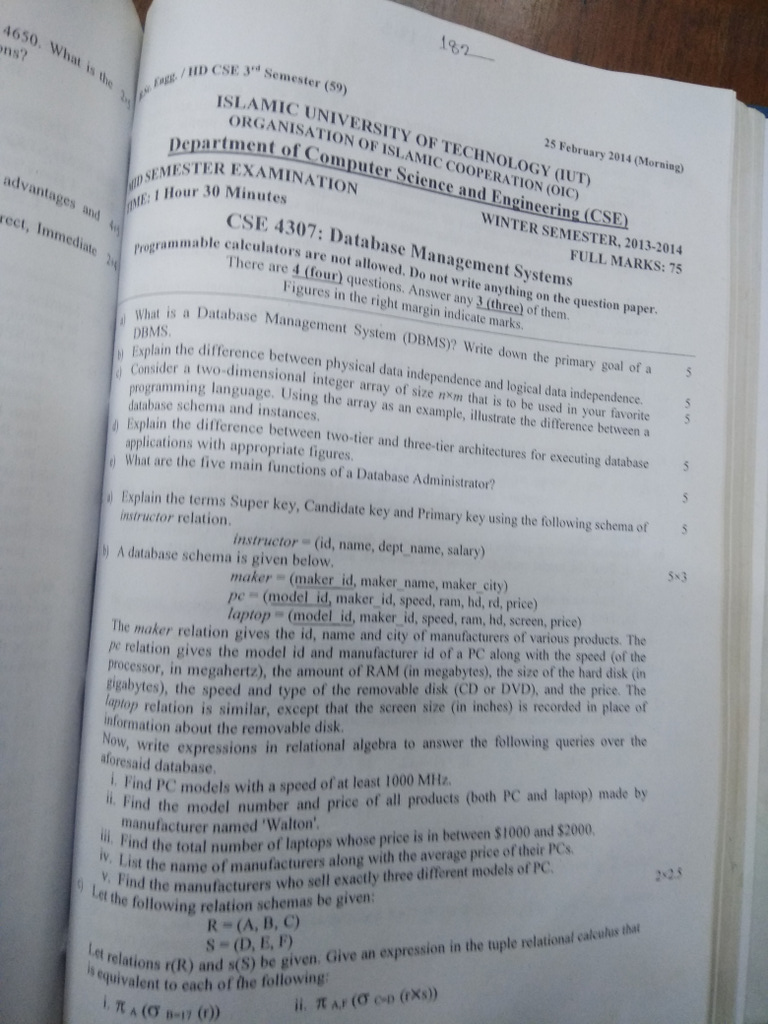 4650. What is the
ons?
2×5
advantages and
rect, Immediate
182
B.Sc. Engg. / HD CSE 3rd Semester (59)
25 February 2014 (Morning)
ISLAMIC UNIVERSITY OF TECHNOLOGY (IUT)
ORGANISATION OF ISLAMIC COOPERATION (OIC)
Department of Computer Science and Engineering (CSE)
MID SEMESTER EXAMINATION
WINTER SEMESTER, 2013-2014
TIME: 1 Hour 30 Minutes
FULL MARKS: 75
CSE 4307: Database Management Systems
Programmable calculators are not allowed. Do not write anything on the question paper.
There are 4 (four) questions. Answer any 3 (three) of them.
Figures in the right margin indicate marks.
a) What is a Database Management System (DBMS)? Write down the primary goal of a 5
DBMS.
b) Explain the difference between physical data independence and logical data independence. 5
c) Consider a two-dimensional integer array of size n×m that is to be used in your favorite 5
programming language. Using the array as an example, illustrate the difference between a
database schema and instances.
d) Explain the difference between two-tier and three-tier architectures for executing database 5
applications with appropriate figures.
e) What are the five main functions of a Database Administrator? 5
a) Explain the terms Super key, Candidate key and Primary key using the following schema of 5
instructor relation.
instructor = (id, name, dept_name, salary)
b) A database schema is given below. 5×3
maker = (maker_id, maker_name, maker_city)
pc = (model_id, maker_id, speed, ram, hd, rd, price)
laptop = (model_id, maker_id, speed, ram, hd, screen, price)
The maker relation gives the id, name and city of manufacturers of various products. The
pc relation gives the model id and manufacturer id of a PC along with the speed (of the
processor, in megahertz), the amount of RAM (in megabytes), the size of the hard disk (in
gigabytes), the speed and type of the removable disk (CD or DVD), and the price. The
laptop relation is similar, except that the screen size (in inches) is recorded in place of
information about the removable disk.
Now, write expressions in relational algebra to answer the following queries over the
aforesaid database.
i. Find PC models with a speed of at least 1000 MHz.
ii. Find the model number and price of all products (both PC and laptop) made by
manufacturer named 'Walton'.
iii. Find the total number of laptops whose price is in between $1000 and $2000.
iv. List the name of manufacturers along with the average price of their PCs.
v. Find the manufacturers who sell exactly three different models of PC.
c) Let the following relation schemas be given: 2×2.5
R = (A, B, C)
S = (D, E, F)
Let relations r(R) and s(S) be given. Give an expression in the tuple relational calculus that
is equivalent to each of the following:
i. π A (σ B=17 (r)) ii. π A,F (σ C=D (r×s))